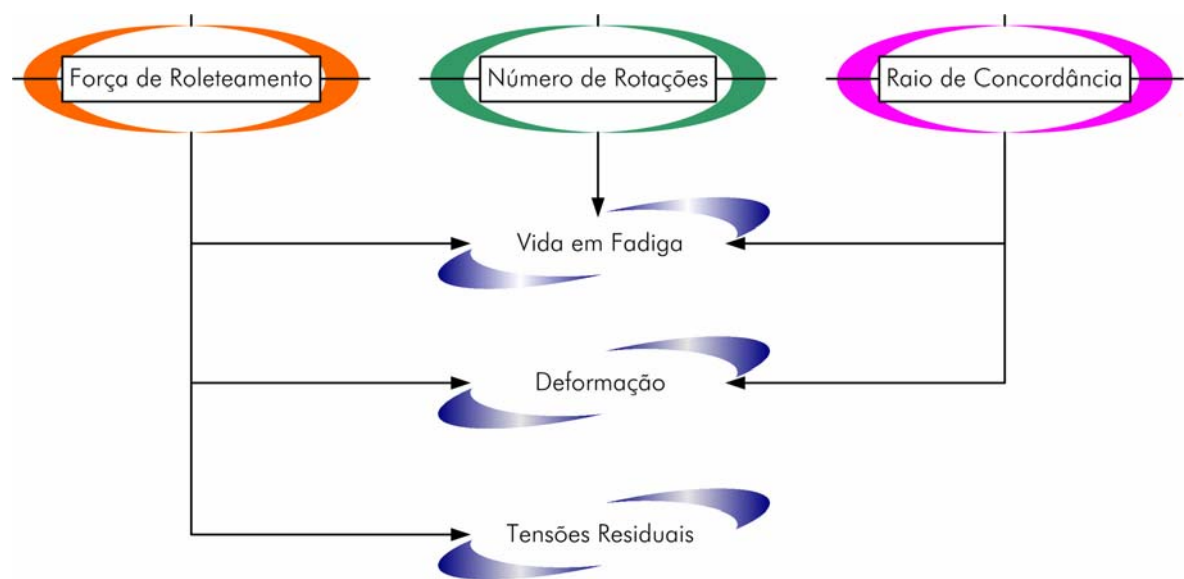 Força de Roleteamento
Número de Rotações
Raio de Concordância
Vida em Fadiga
Deformação
Tensões Residuais